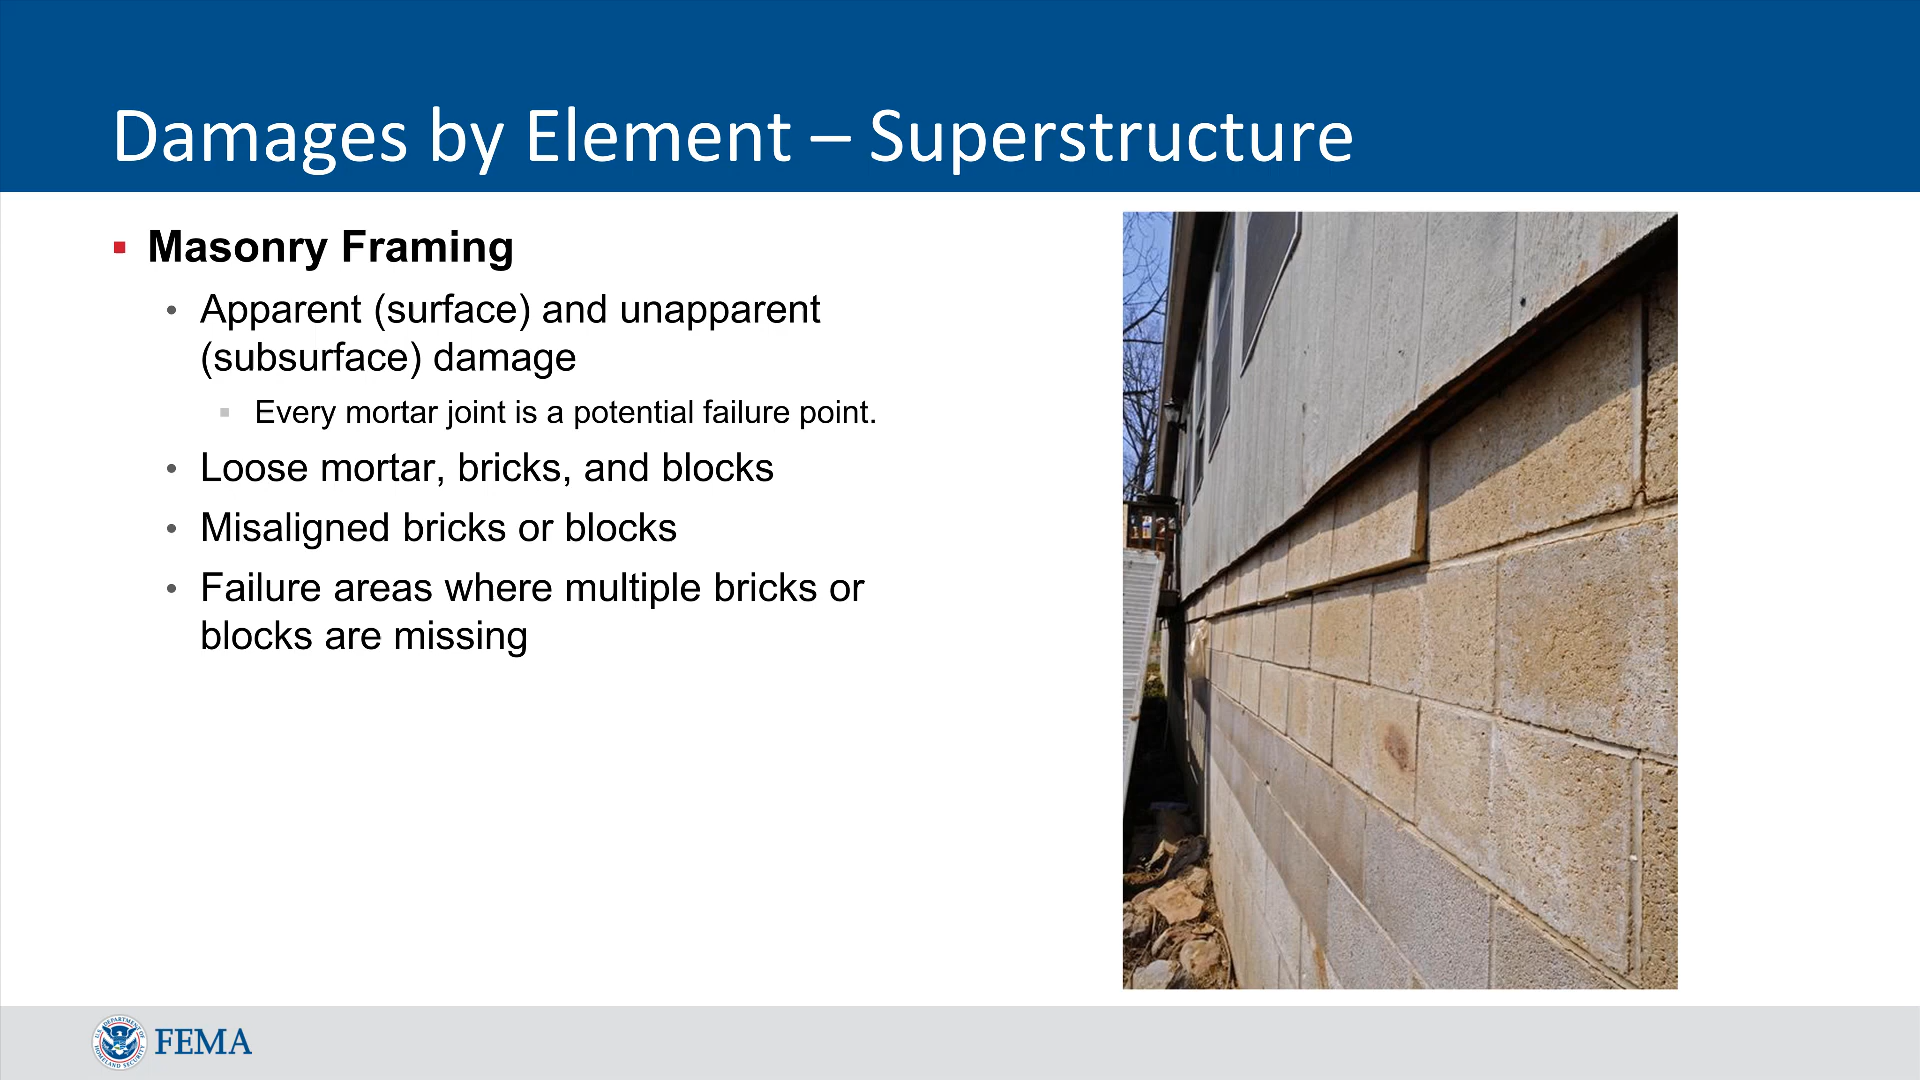 Damages by Element – Superstructure
Masonry Framing
Apparent (surface) and unapparent
(subsurface) damage
Every mortar joint is a potential failure point.
Loose mortar, bricks, and blocks
Misaligned bricks or blocks
Failure areas where multiple bricks or
blocks are missing
FEMA